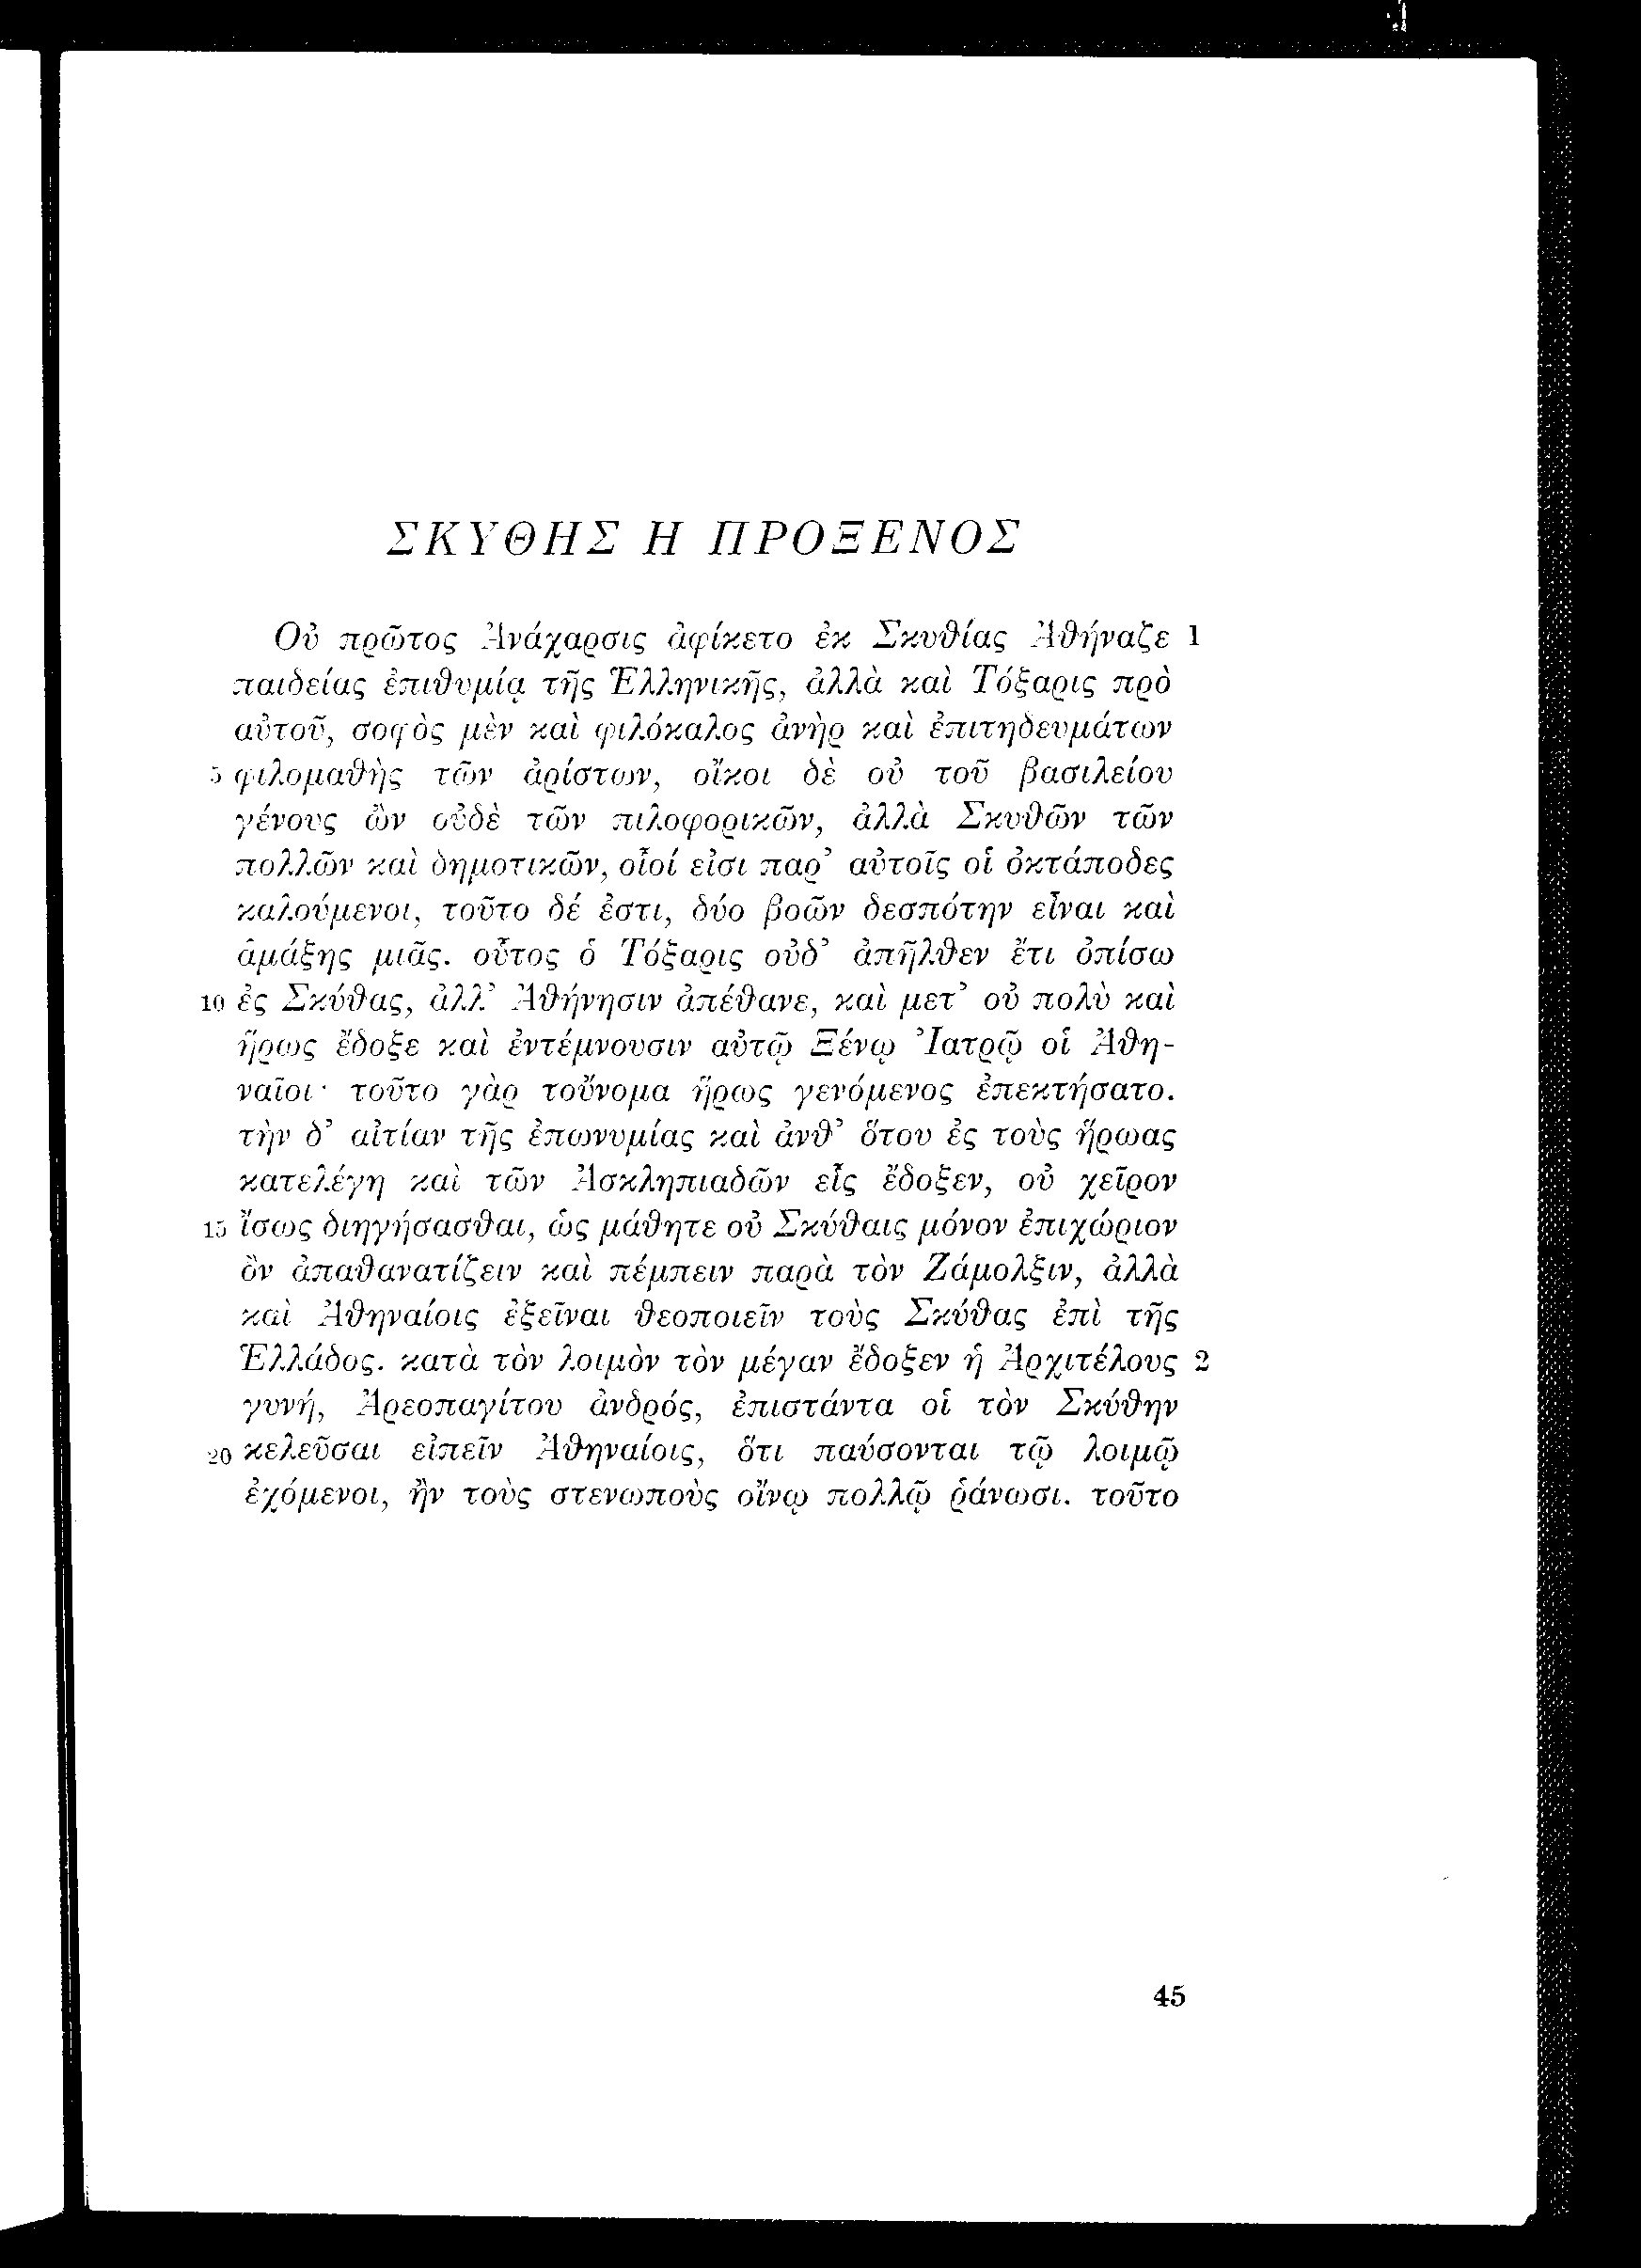 ΣΚΥΘΗΣ Η ΠΡΟΞΕΝΟΣ
Οὐ πρῶτος Ἀνάχαρσις ἀφίκετο ἐκ Σκυθίας Ἀθήναζε 1
παιδείας ἐπιθυμίᾳ τῆς Ἑλληνικῆς, ἀλλὰ καὶ Τόξαρις πρὸ
αὐτοῦ, σοφὸς μὲν καὶ φιλόκαλος ἀνὴρ καὶ ἐπιτηδευμάτων
5 φιλομαθὴς τῶν ἀρίστων, οἴκοι δὲ οὐ τοῦ βασιλείου
γένους ὢν οὐδὲ τῶν πιλοφορικῶν, ἀλλὰ Σκυθῶν τῶν
πολλῶν καὶ δημοτικῶν, οἷοί εἰσι παρ’ αὐτοῖς οἱ ὀκτάποδες
καλούμενοι, τοῦτο δέ ἐστι, δύο βοῶν δεσπότην εἶναι καὶ
ἁμάξης μιᾶς. οὗτος ὁ Τόξαρις οὐδ’ ἀπῆλθεν ἔτι ὀπίσω
10 ἐς Σκύθας, ἀλλ’ Ἀθήνησιν ἀπέθανε, καὶ μετ’ οὐ πολὺ καὶ
ἥρως ἔδοξε καὶ ἐντέμνουσιν αὐτῷ Ξένῳ Ἰατρῷ οἱ Ἀθη-
ναῖοι· τοῦτο γὰρ τοὔνομα ἥρως γενόμενος ἐπεκτήσατο.
τὴν δ’ αἰτίαν τῆς ἐπωνυμίας καὶ ἀνθ’ ὅτου ἐς τοὺς ἥρωας
κατελέγη καὶ τῶν Ἀσκληπιαδῶν εἷς ἔδοξεν, οὐ χεῖρον
15 ἴσως διηγήσασθαι, ὡς μάθητε οὐ Σκύθαις μόνον ἐπιχώριον
ὂν ἀπαθανατίζειν καὶ πέμπειν παρὰ τὸν Ζάμολξιν, ἀλλὰ
καὶ Ἀθηναίοις ἐξεῖναι θεοποιεῖν τοὺς Σκύθας ἐπὶ τῆς
Ἑλλάδος. κατὰ τὸν λοιμὸν τὸν μέγαν ἔδοξεν ἡ Ἀρχιτέλους 2
γυνή, Ἀρεοπαγίτου ἀνδρός, ἐπιστάντα οἱ τὸν Σκύθην
20 κελεῦσαι εἰπεῖν Ἀθηναίοις, ὅτι παύσονται τῷ λοιμῷ
ἐχόμενοι, ἢν τοὺς στενωποὺς οἴνῳ πολλῷ ῥάνωσι. τοῦτο
45